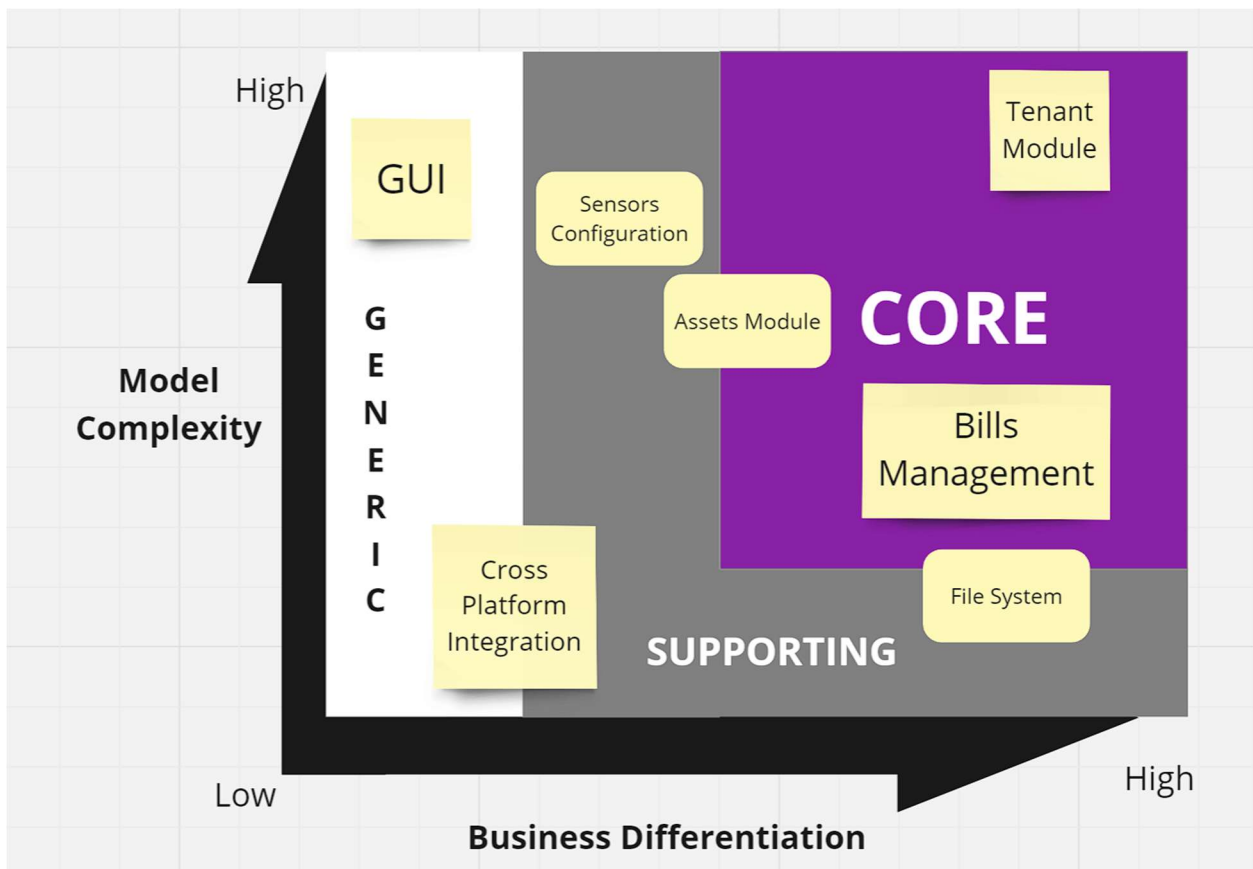 High
GUI
Sensors
Configuration
Tenant
Module
Assets Module
CORE
G
E
N
E
R
I
C
Model
Complexity
Bills
Management
Cross
Platform
Integration
File System
SUPPORTING
Low
High
Business Differentiation